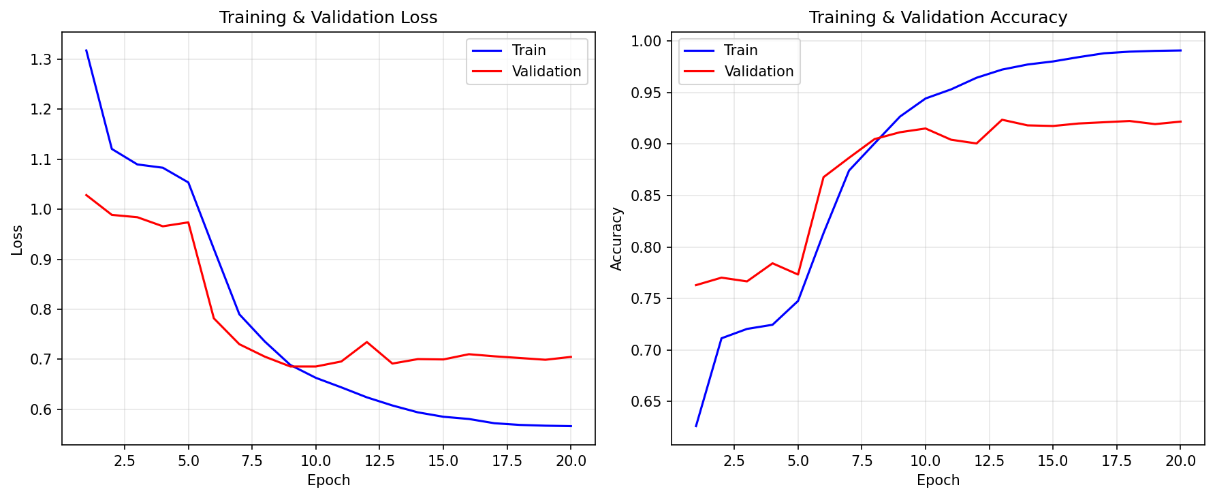 Training & Validation Loss
Train
Validation
1.3
1.2
1.1
1.0
0.9
0.8
0.7
0.6
Loss
2.5 5.0 7.5 10.0 12.5 15.0 17.5 20.0
Epoch
Training & Validation Accuracy
Train
Validation
1.00
0.95
0.90
0.85
0.80
0.75
0.70
0.65
Accuracy
2.5 5.0 7.5 10.0 12.5 15.0 17.5 20.0
Epoch